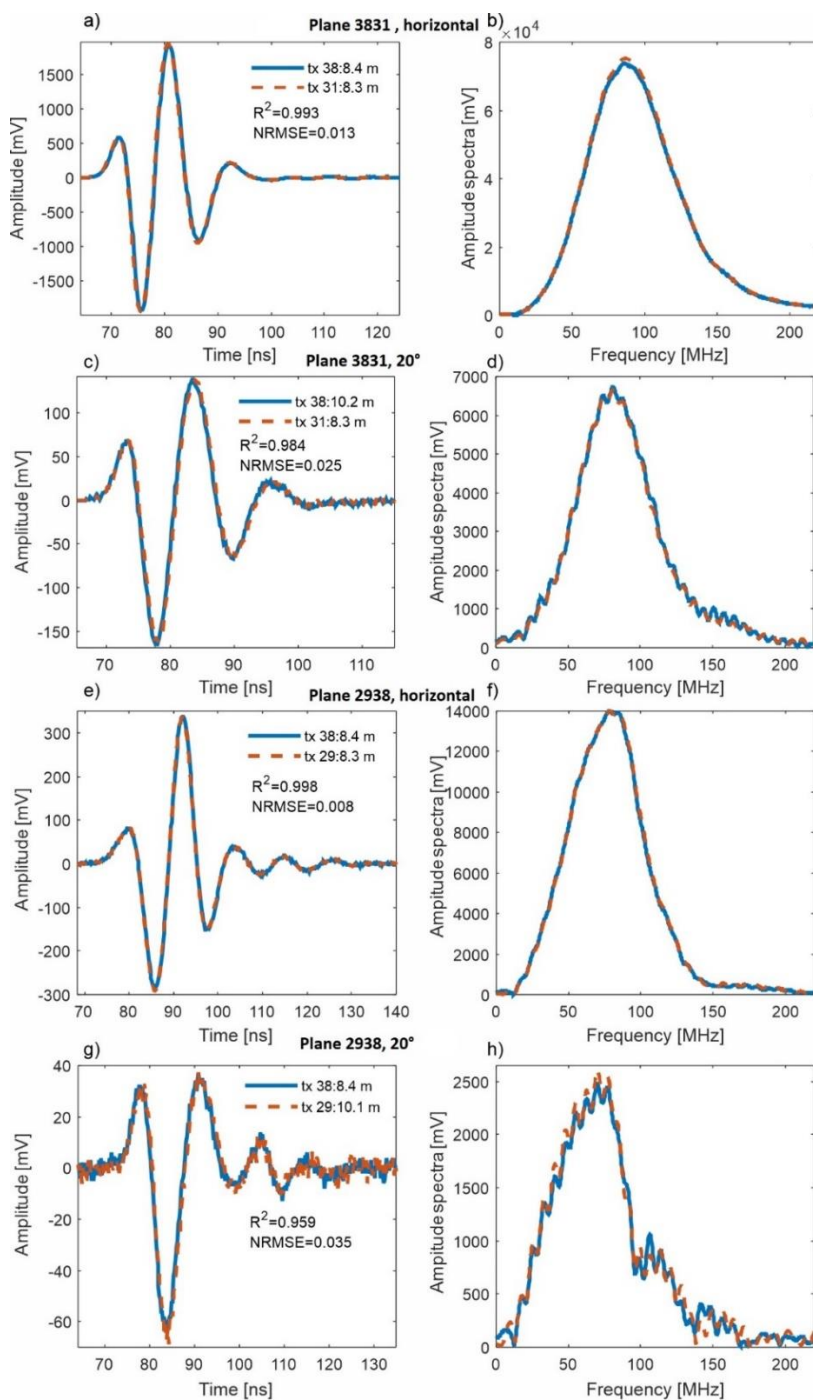 a)
Plane 3831 , horizontal
b)
×10⁴
Amplitude [mV]
1500
1000
500
0
-500
-1000
-1500
tx 38:8.4 m
tx 31:8.3 m
R²=0.993
NRMSE=0.013
70 80 90 100 110 120
Time [ns]
Ampitude spectra [mV]
8
6
4
2
0
0 50 100 150 200
Frequency [MHz]
c)
Plane 3831, 20°
d)
Amplitude [mV]
100
50
0
-50
-100
-150
tx 38:10.2 m
tx 31:8.3 m
R²=0.984
NRMSE=0.025
70 80 90 100 110
Time [ns]
Ampitude spectra [mV]
7000
6000
5000
4000
3000
2000
1000
0
0 50 100 150 200
Frequency [MHz]
e)
Plane 2938, horizontal
f)
Amplitude [mV]
300
200
100
0
-100
-200
-300
tx 38:8.4 m
tx 29:8.3 m
R²=0.998
NRMSE=0.008
70 80 90 100 110 120 130 140
Time [ns]
Ampitude spectra [mV]
14000
12000
10000
8000
6000
4000
2000
0
0 50 100 150 200
Frequency [MHz]
g)
Plane 2938, 20°
h)
Amplitude [mV]
40
20
0
-20
-40
-60
tx 38:8.4 m
tx 29:10.1 m
R²=0.959
NRMSE=0.035
70 80 90 100 110 120 130
Time [ns]
Ampitude spectra [mV]
2500
2000
1500
1000
500
0
0 50 100 150 200
Frequency [MHz]